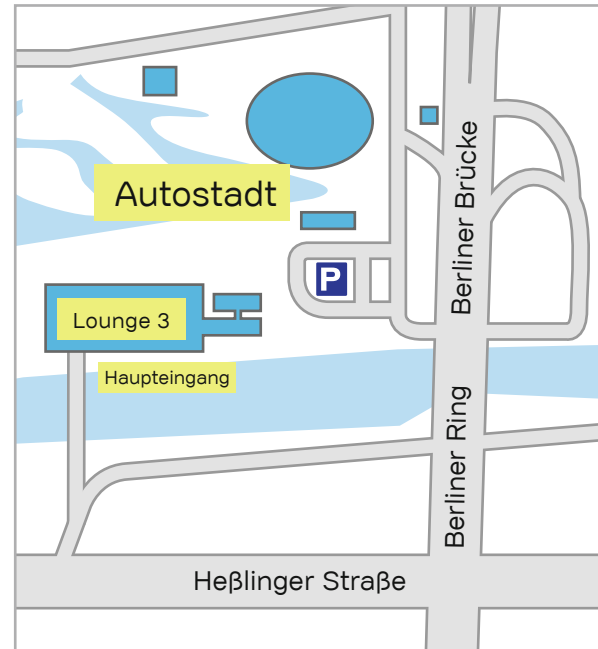 Autostadt
Berliner Brücke
P
Lounge 3
Haupteingang
Berliner Ring
Heßlinger Straße